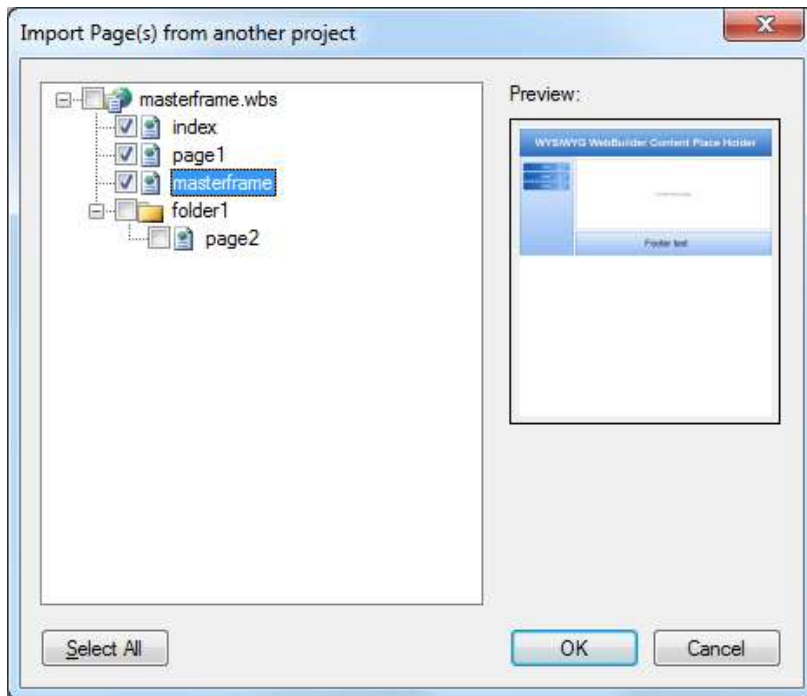 Import Page(s) from another project
masterframe.wbs
index
page1
masterframe
folder1
page2
Preview:
WYSIWYG WebBuilder Content Place Holder
Footer text
Select All
OK
Cancel